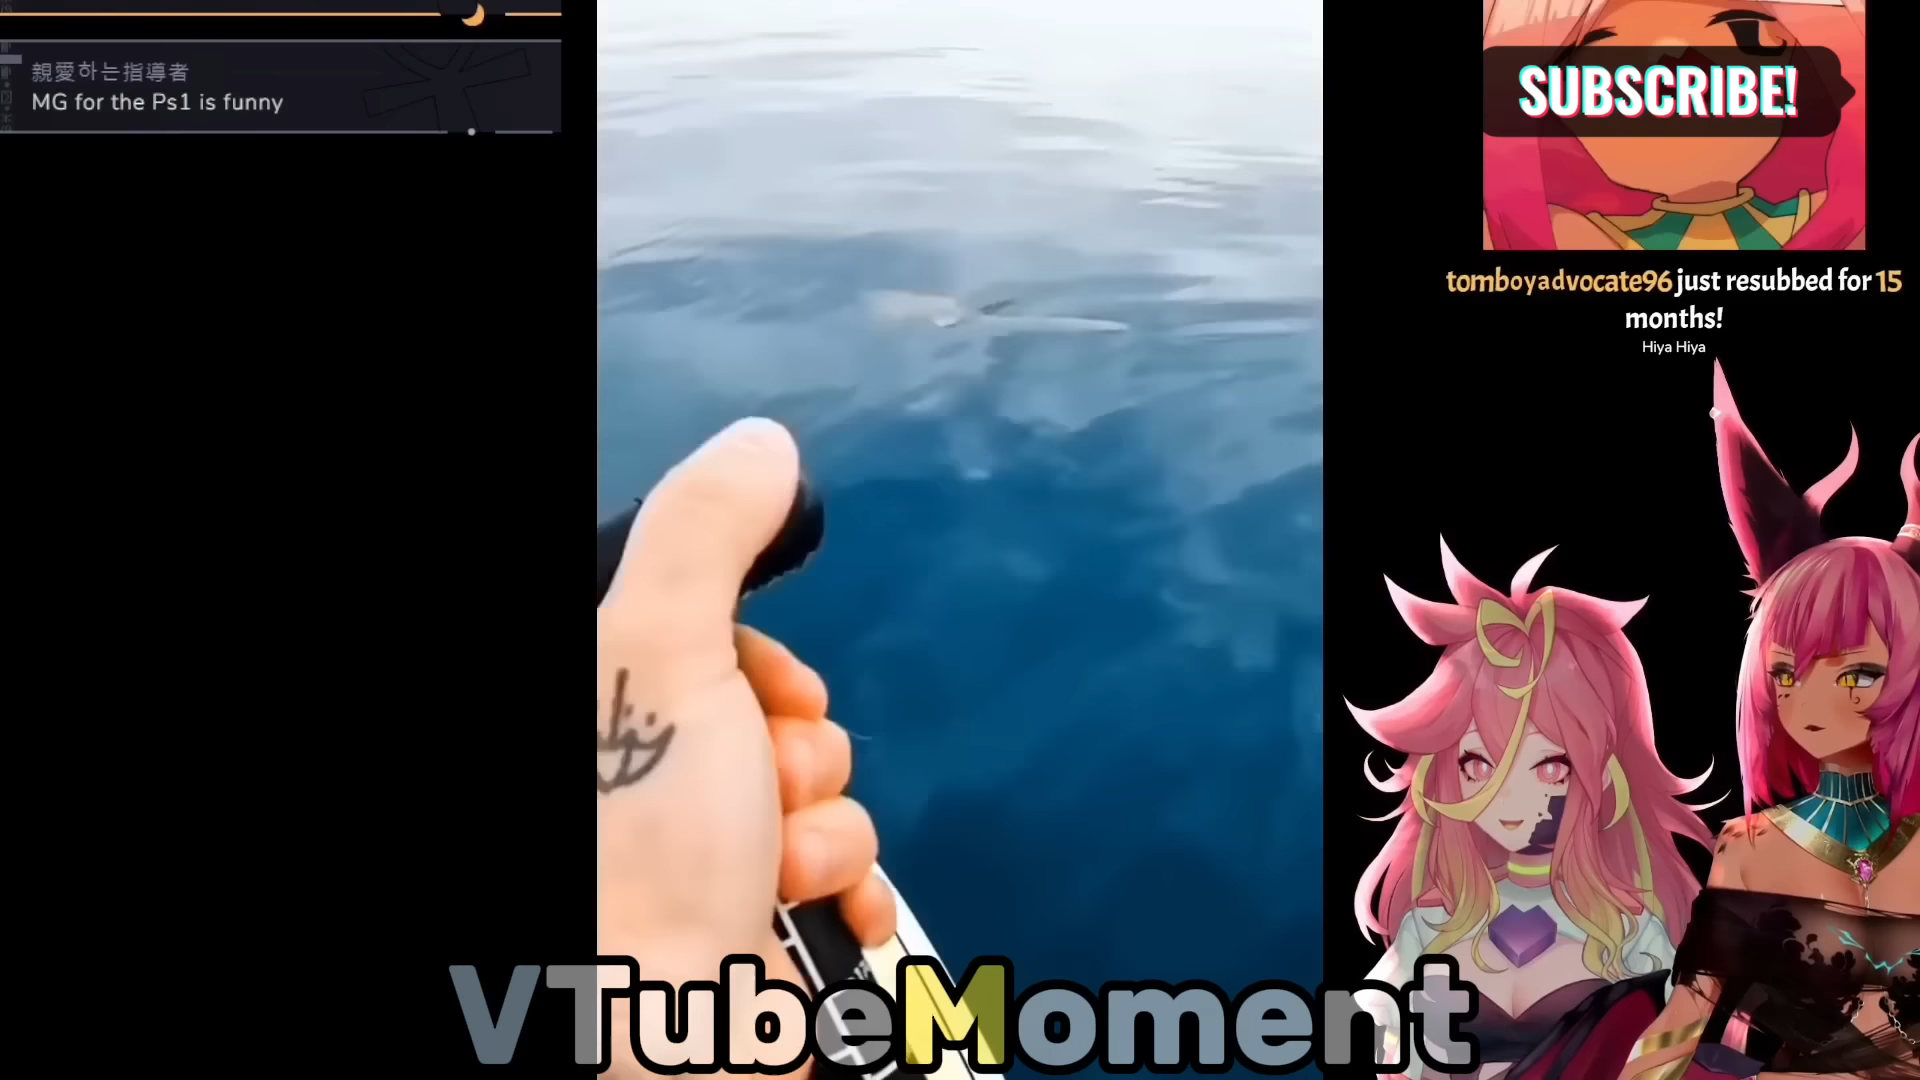 親愛하는指導者
MG for the Ps1 is funny
SUBSCRIBE!
tomboyadvocate96 just resubbed for 15
months!
Hiya Hiya
VTubeMoment